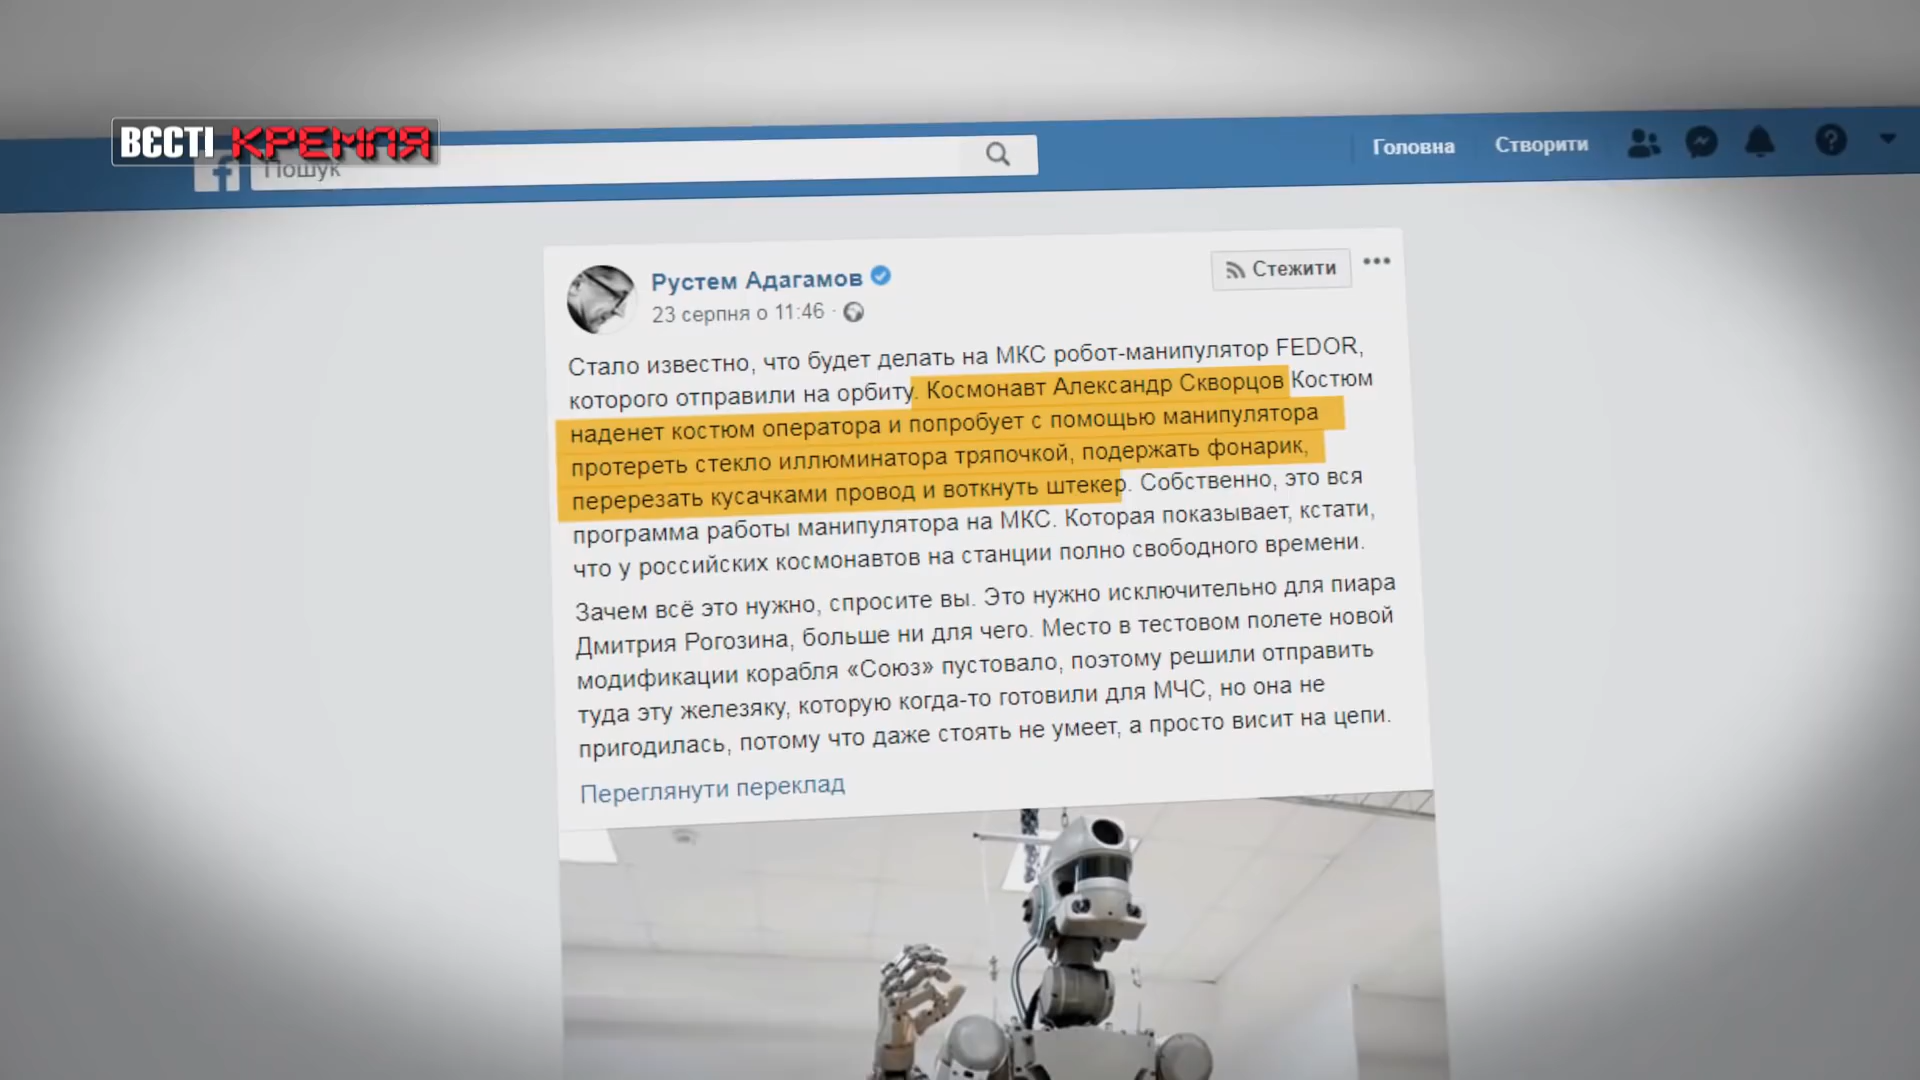 ВЄСТІ КРЕМЛЯ
Пошук
Головна
Створити
Рустем Адагамов
Стежити
23 серпня о 11:46
Стало известно, что будет делать на МКС робот-манипулятор FEDOR,
которого отправили на орбиту. Космонавт Александр Скворцов Костюм
наденет костюм оператора и попробует с помощью манипулятора
протереть стекло иллюминатора тряпочкой, подержать фонарик,
перерезать кусачками провод и воткнуть штекер. Собственно, это вся
программа работы манипулятора на МКС. Которая показывает, кстати,
что у российских космонавтов на станции полно свободного времени.
Зачем всё это нужно, спросите вы. Это нужно исключительно для пиара
Дмитрия Рогозина, больше ни для чего. Место в тестовом полете новой
модификации корабля «Союз» пустовало, поэтому решили отправить
туда эту железяку, которую когда-то готовили для МЧС, но она не
пригодилась, потому что даже стоять не умеет, а просто висит на цепи.
Переглянути переклад